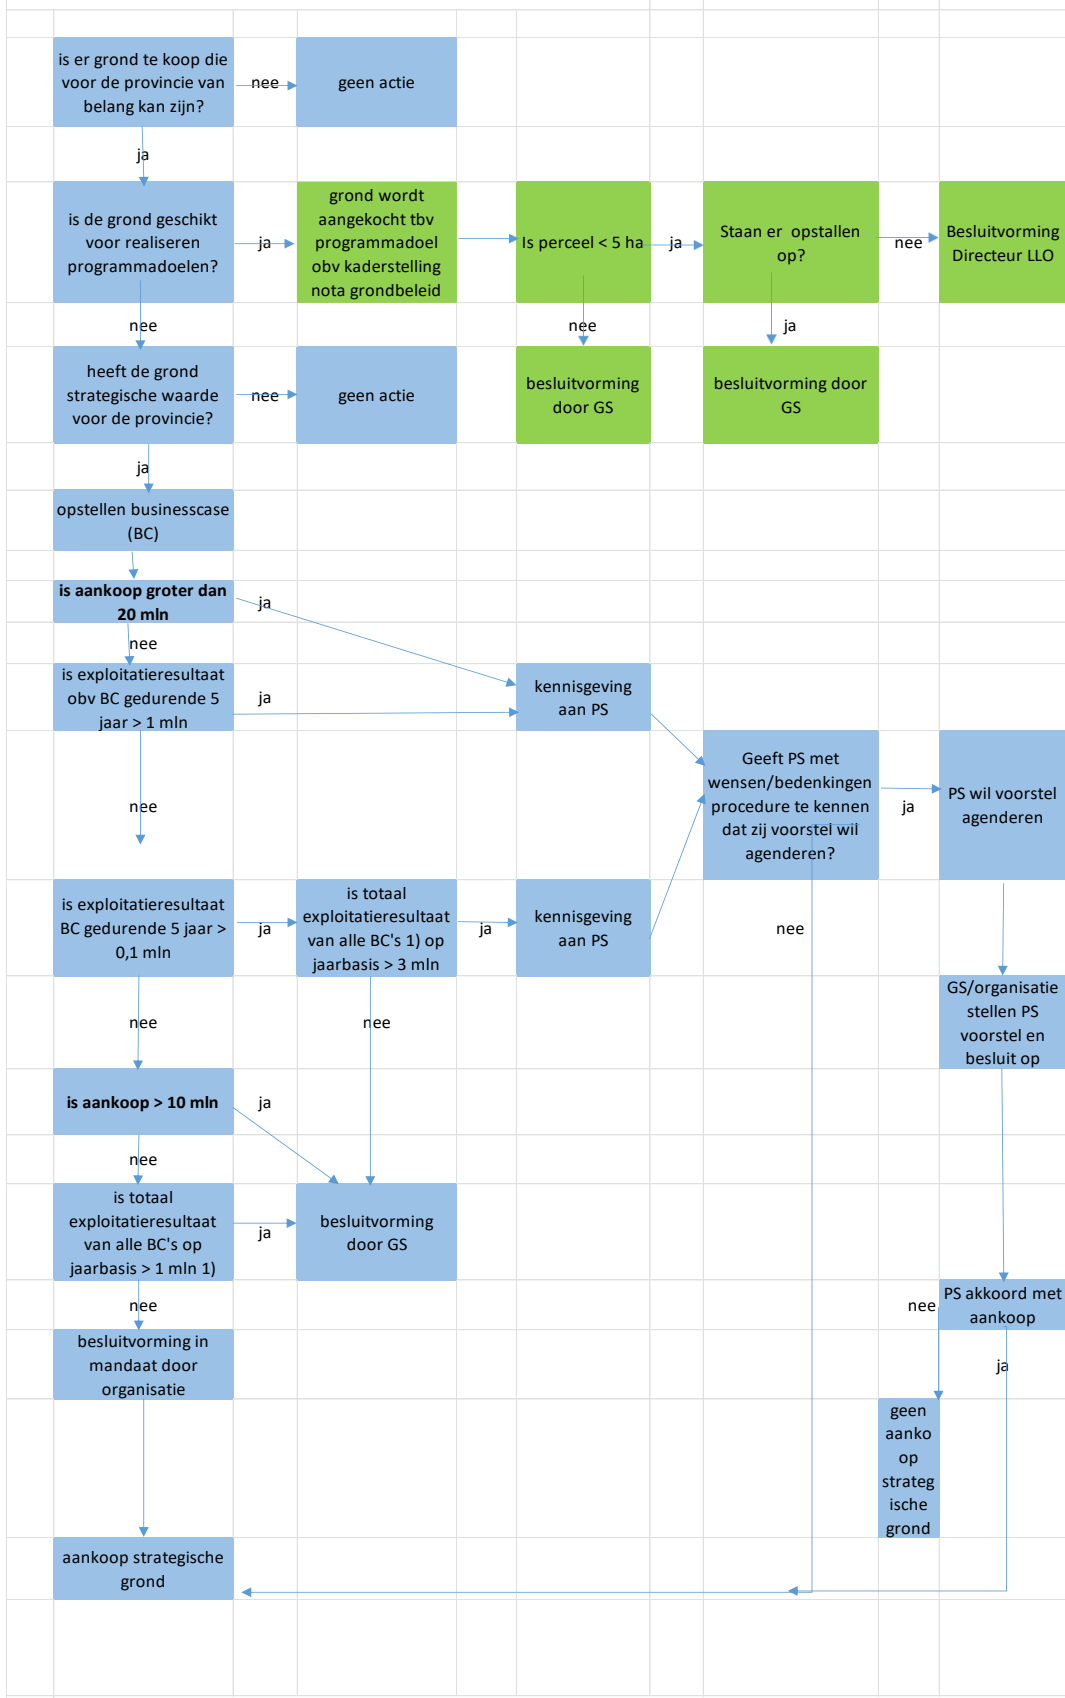 is er grond te koop die
voor de provincie van
belang kan zijn?
nee
geen actie
ja
is de grond geschikt
voor realiseren
programmadoelen?
ja
grond wordt
aangekocht tbv
programmadoel
obv kaderstelling
nota grondbeleid
Is perceel < 5 ha
ja
Staan er opstallen
op?
nee
Besluitvorming
Directeur LLO
nee
nee
ja
heeft de grond
strategische waarde
voor de provincie?
nee
geen actie
besluitvorming
door GS
besluitvorming door
GS
ja
opstellen businesscase
(BC)
is aankoop groter dan
20 mln
ja
nee
is exploitatieresultaat
obv BC gedurende 5
jaar > 1 mln
ja
kennisgeving
aan PS
nee
Geeft PS met
wensen/bedenkingen
procedure te kennen
dat zij voorstel wil
agenderen?
ja
PS wil voorstel
agenderen
is exploitatieresultaat
BC gedurende 5 jaar >
0,1 mln
ja
is totaal
exploitatieresultaat
van alle BC's 1) op
jaarbasis > 3 mln
ja
kennisgeving
aan PS
nee
GS/organisatie
stellen PS
voorstel en
besluit op
nee
nee
is aankoop > 10 mln
ja
nee
is totaal
exploitatieresultaat
van alle BC's op
jaarbasis > 1 mln 1)
ja
besluitvorming
door GS
nee
nee
PS akkoord met
aankoop
besluitvorming in
mandaat door
organisatie
ja
geen
aanko
op
strateg
ische
grond
aankoop strategische
grond